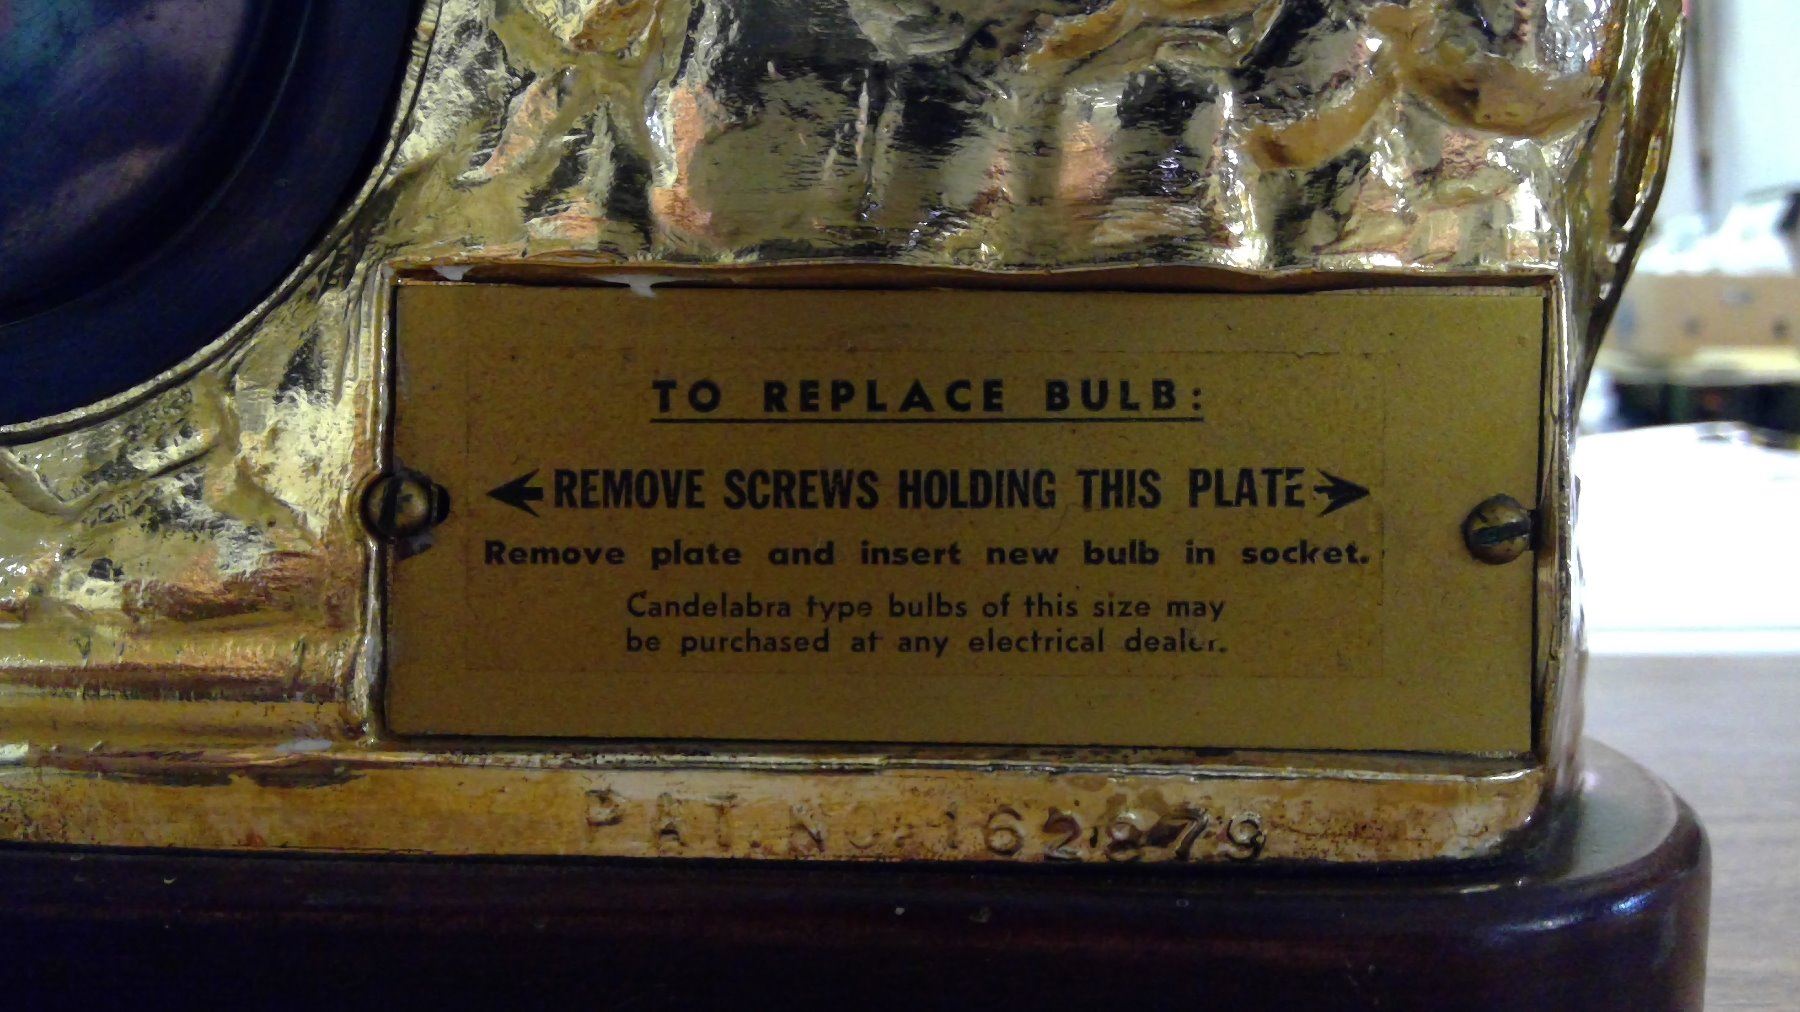 TO REPLACE BULB:
REMOVE SCREWS HOLDING THIS PLATE
Remove plate and insert new bulb in socket.
Candelabra type bulbs of this size may
be purchased at any electrical dealer.
PAT. NO. 162879